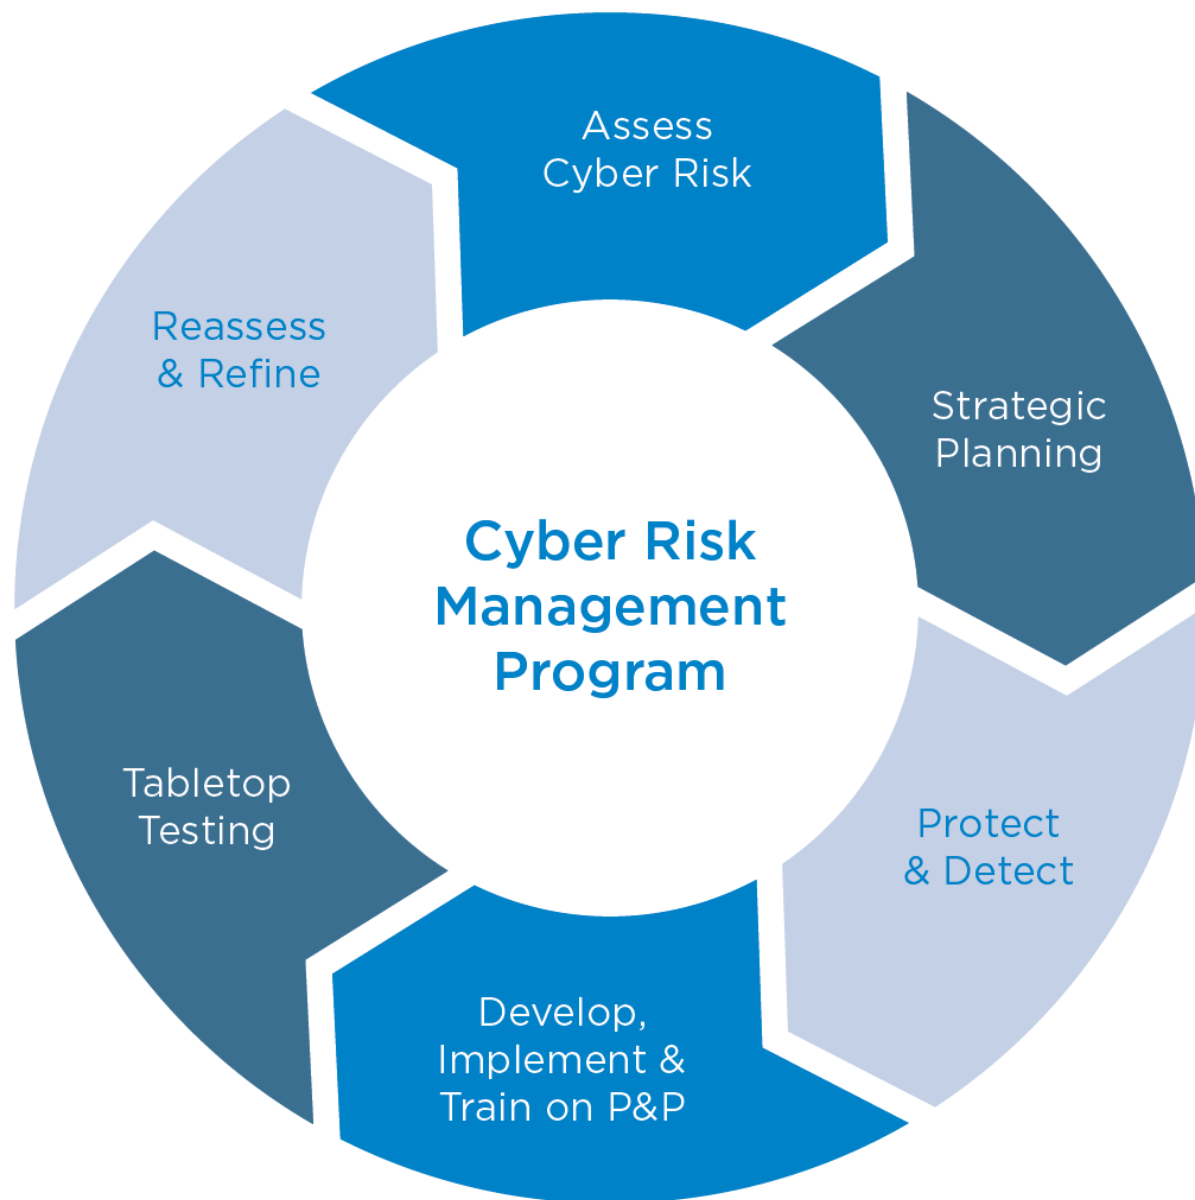 Assess
Cyber Risk
Strategic
Planning
Protect
& Detect
Develop,
Implement &
Train on P&P
Tabletop
Testing
Reassess
& Refine
Cyber Risk
Management
Program